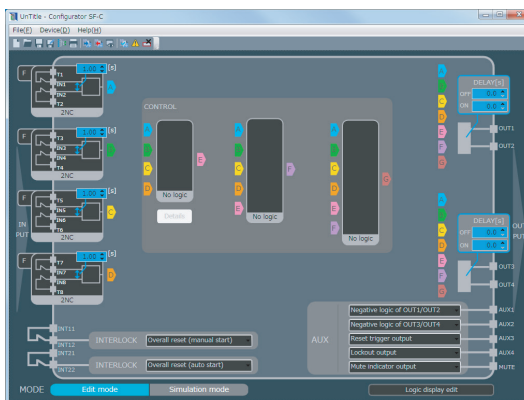 UnTitle - Configurator SF-C
File(F) Device(D) Help(H)
F
T1
IN1
IN2
T2
1.00 [s]
2NC
A
F
T3
IN3
IN4
T4
1.00 [s]
2NC
F
T5
IN5
IN6
T6
1.00 [s]
2NC
C
F
T7
IN7
IN8
T8
1.00 [s]
2NC
D
IN
PUT
CONTROL
A
C
D
No logic
Details
E
A
C
D
E
No logic
F
A
C
D
E
F
No logic
G
A
B
C
D
E
F
G
DELAY[s]
OFF 0.0
ON 0.0
OUT1
OUT2
A
C
D
E
F
G
DELAY[s]
OFF 0.0
ON 0.0
OUT3
OUT4
OUT
PUT
INT11
INT12
INTERLOCK Overall reset (manual start)
INT21
INT22
INTERLOCK Overall reset (auto start)
AUX
Negative logic of OUT1/OUT2 AUX1
Negative logic of OUT3/OUT4 AUX2
Reset trigger output AUX3
Lockout output AUX4
Mute indicator output MUTE
MODE Edit mode Simulation mode Logic display edit